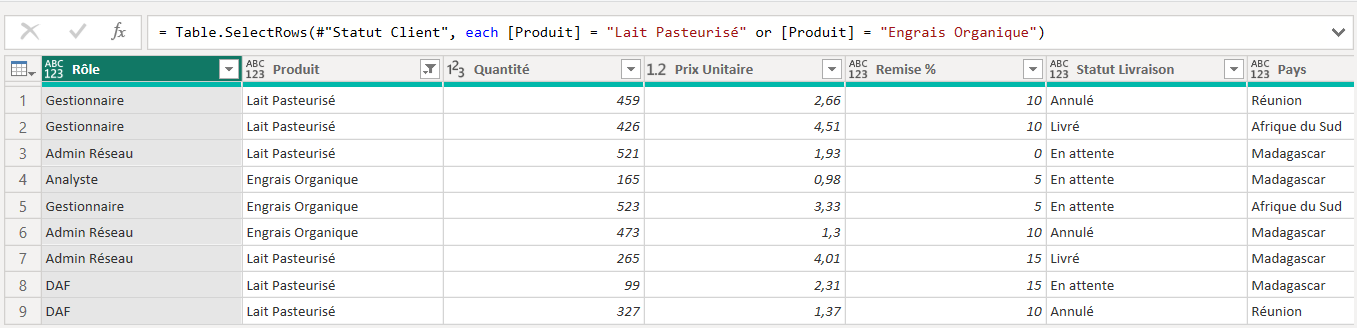 fx = Table.SelectRows(#"Statut Client", each [Produit] = "Lait Pasteurisé" or [Produit] = "Engrais Organique")
ABC 123 Rôle ABC 123 Produit 123 Quantité 1.2 Prix Unitaire ABC 123 Remise % ABC 123 Statut Livraison ABC 123 Pays
1 Gestionnaire Lait Pasteurisé 459 2,66 10 Annulé Réunion
2 Gestionnaire Lait Pasteurisé 426 4,51 10 Livré Afrique du Sud
3 Admin Réseau Lait Pasteurisé 521 1,93 0 En attente Madagascar
4 Analyste Engrais Organique 165 0,98 5 En attente Madagascar
5 Gestionnaire Engrais Organique 523 3,33 5 En attente Afrique du Sud
6 Admin Réseau Engrais Organique 473 1,3 10 Annulé Madagascar
7 Admin Réseau Lait Pasteurisé 265 4,01 15 Livré Madagascar
8 DAF Lait Pasteurisé 99 2,31 15 En attente Madagascar
9 DAF Lait Pasteurisé 327 1,37 10 Annulé Réunion